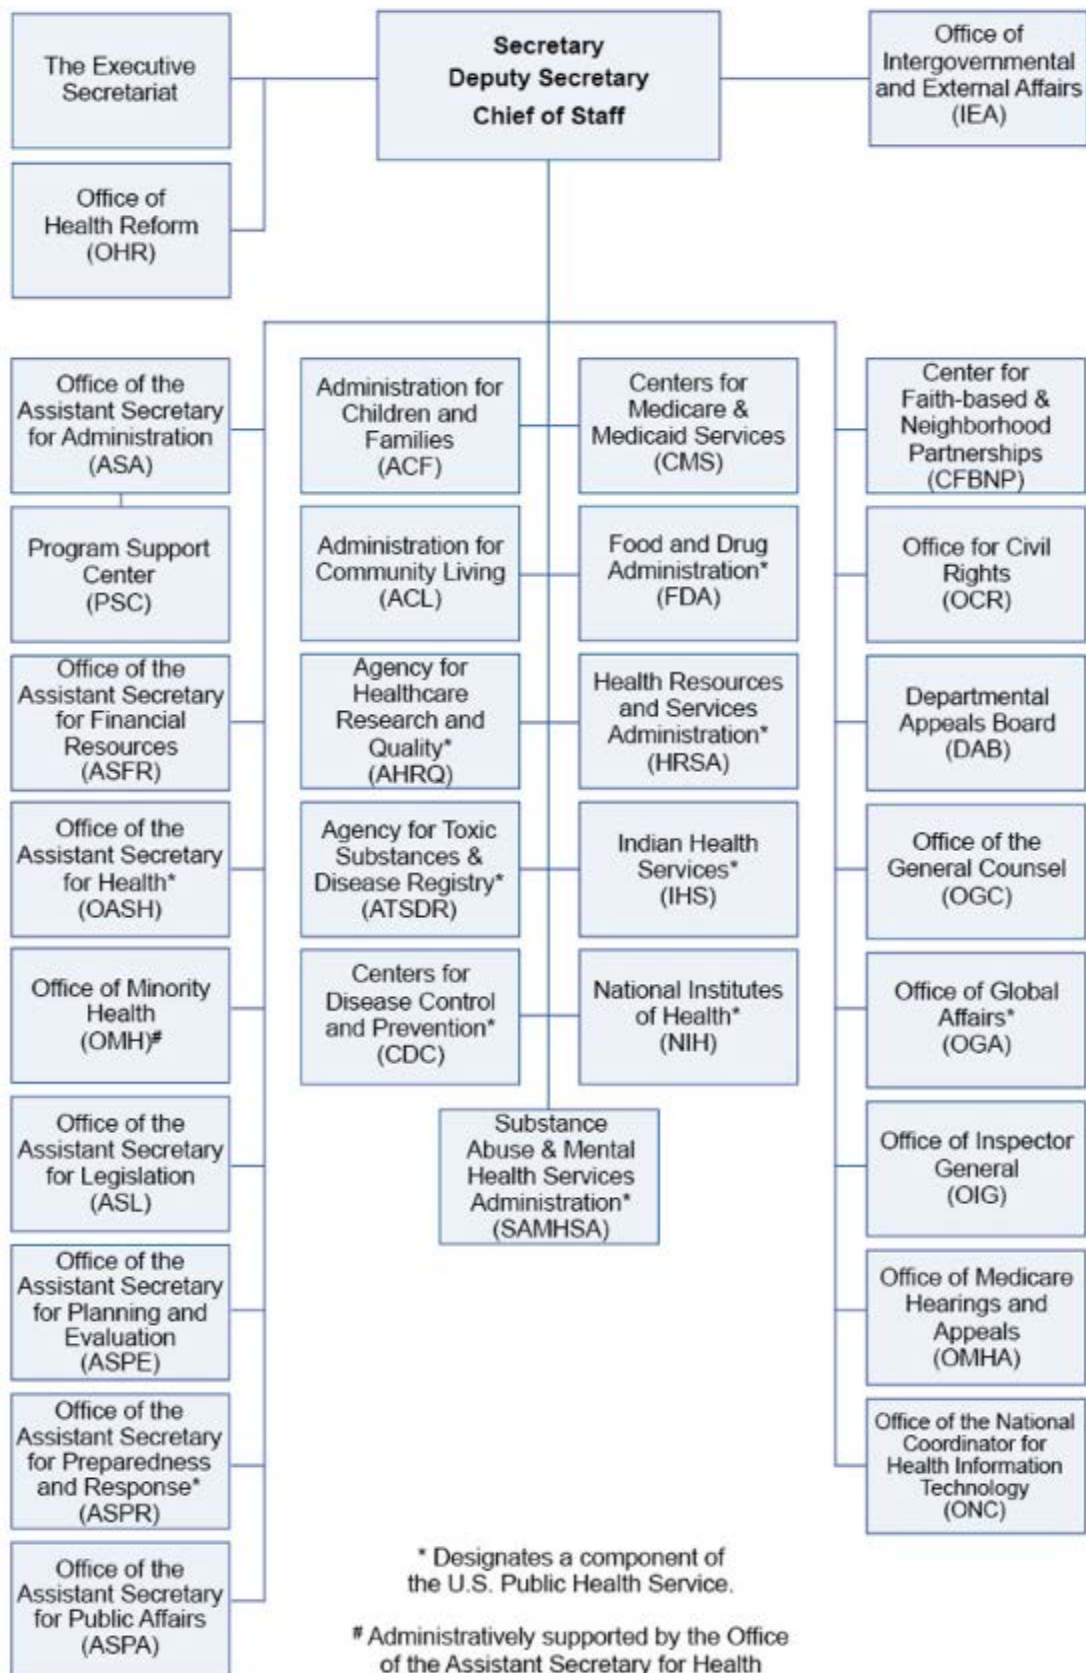 The Executive
Secretariat
Secretary
Deputy Secretary
Chief of Staff
Office of
Intergovernmental
and External Affairs
(IEA)
Office of
Health Reform
(OHR)
Office of the
Assistant Secretary
for Administration
(ASA)
Program Support
Center
(PSC)
Office of the
Assistant Secretary
for Financial
Resources
(ASFR)
Office of the
Assistant Secretary
for Health*
(OASH)
Office of Minority
Health
(OMH)#
Office of the
Assistant Secretary
for Legislation
(ASL)
Office of the
Assistant Secretary
for Planning and
Evaluation
(ASPE)
Office of the
Assistant Secretary
for Preparedness
and Response*
(ASPR)
Office of the
Assistant Secretary
for Public Affairs
(ASPA)
Administration for
Children and
Families
(ACF)
Administration for
Community Living
(ACL)
Agency for
Healthcare
Research and
Quality*
(AHRQ)
Agency for Toxic
Substances &
Disease Registry*
(ATSDR)
Centers for
Disease Control
and Prevention*
(CDC)
Centers for
Medicare &
Medicaid Services
(CMS)
Food and Drug
Administration*
(FDA)
Health Resources
and Services
Administration*
(HRSA)
Indian Health
Services*
(IHS)
National Institutes
of Health*
(NIH)
Substance
Abuse & Mental
Health Services
Administration*
(SAMHSA)
Center for
Faith-based &
Neighborhood
Partnerships
(CFBNP)
Office for Civil
Rights
(OCR)
Departmental
Appeals Board
(DAB)
Office of the
General Counsel
(OGC)
Office of Global
Affairs*
(OGA)
Office of Inspector
General
(OIG)
Office of Medicare
Hearings and
Appeals
(OMHA)
Office of the National
Coordinator for
Health Information
Technology
(ONC)
* Designates a component of
the U.S. Public Health Service.
# Administratively supported by the Office
of the Assistant Secretary for Health